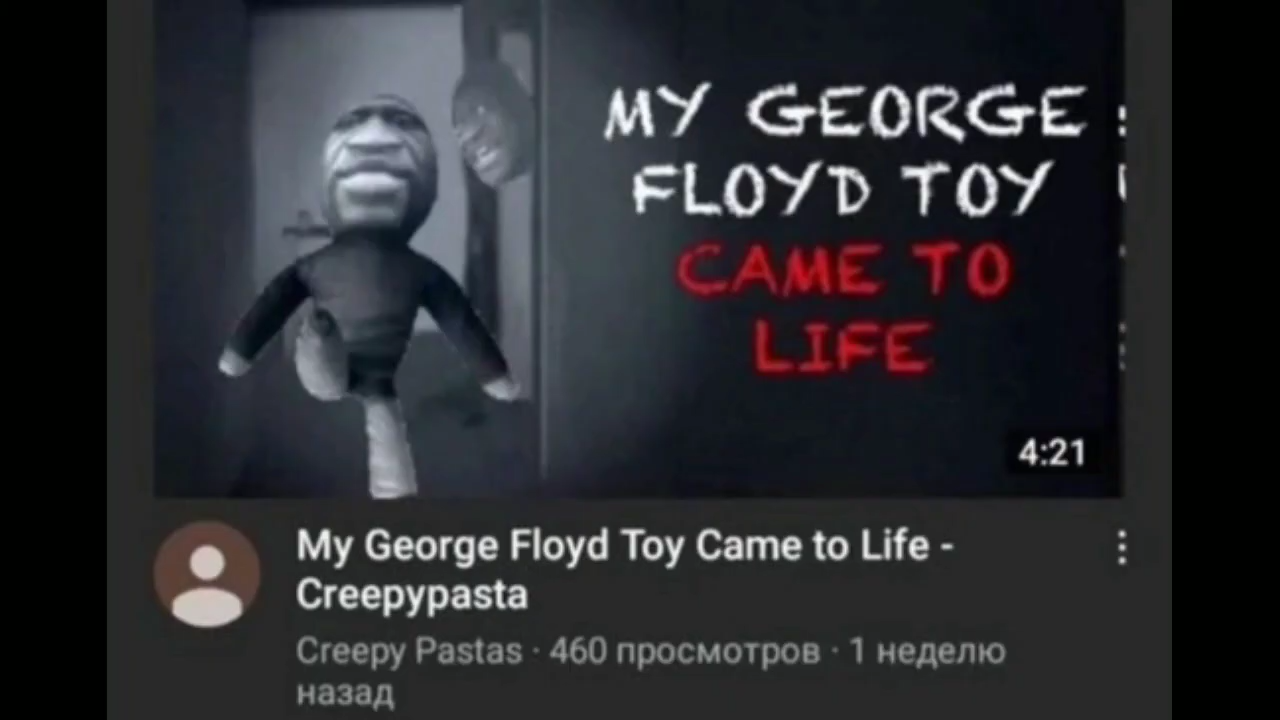 MY GEORGE
FLOYD TOY
CAME TO
LIFE
4:21
My George Floyd Toy Came to Life -
Creepypasta
Creepy Pastas · 460 просмотров · 1 неделю
назад